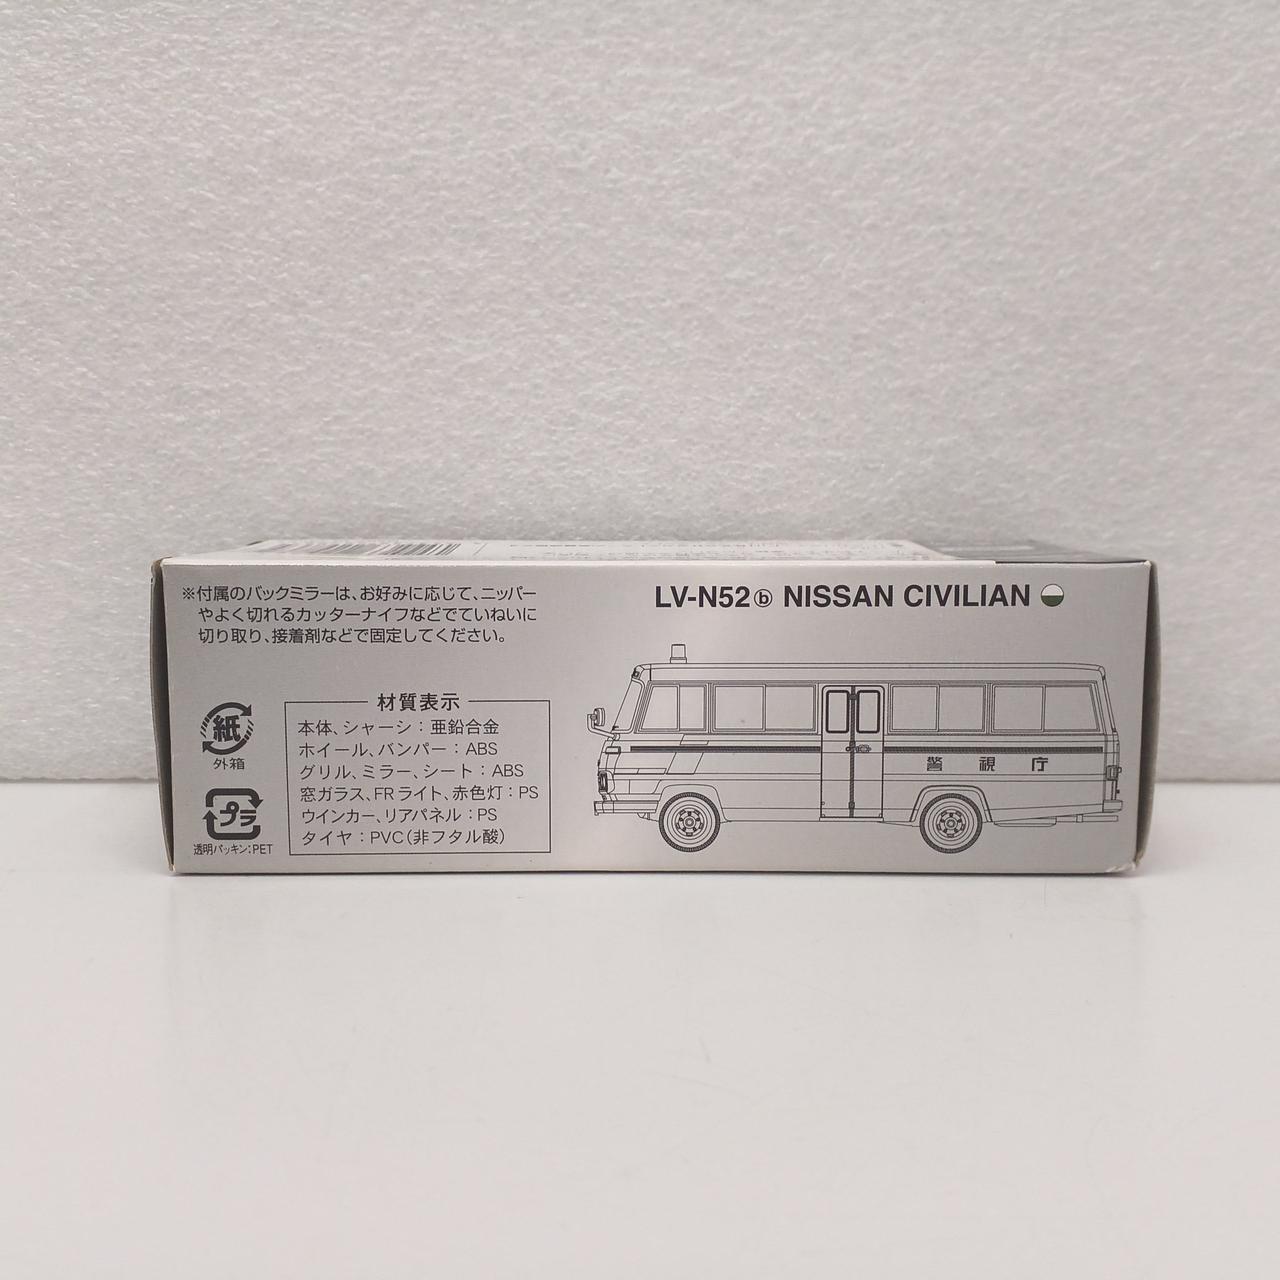 ※付属のバックミラーは、お好みに応じて、ニッパー
やよく切れるカッターナイフなどでていねいに
切り取り、接着剤などで固定してください。
LV-N52ⓑ NISSAN CIVILIAN
紙
外箱
プラ
透明パッキン:PET
材質表示
本体、シャーシ：亜鉛合金
ホイール、バンパー：ABS
グリル、ミラー、シート：ABS
窓ガラス、FRライト、赤色灯：PS
ウインカー、リアパネル：PS
タイヤ：PVC(非フタル酸)
警視庁